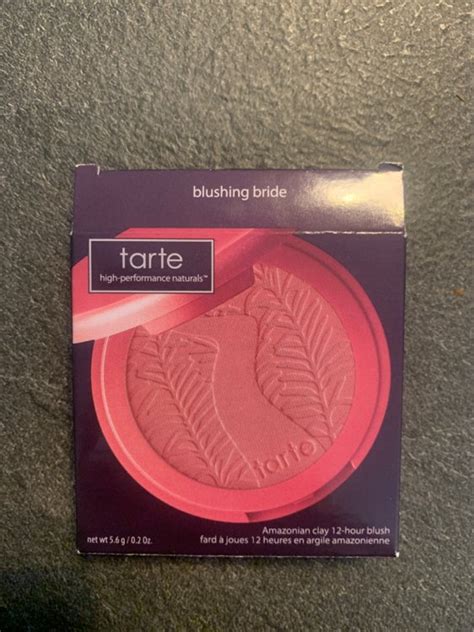 blushing bride
tarte
high-performance naturals™
tarte
Amazonian clay 12-hour blush
net wt 5.6 g / 0.2 Oz. fard à joues 12 heures en argile amazonienne